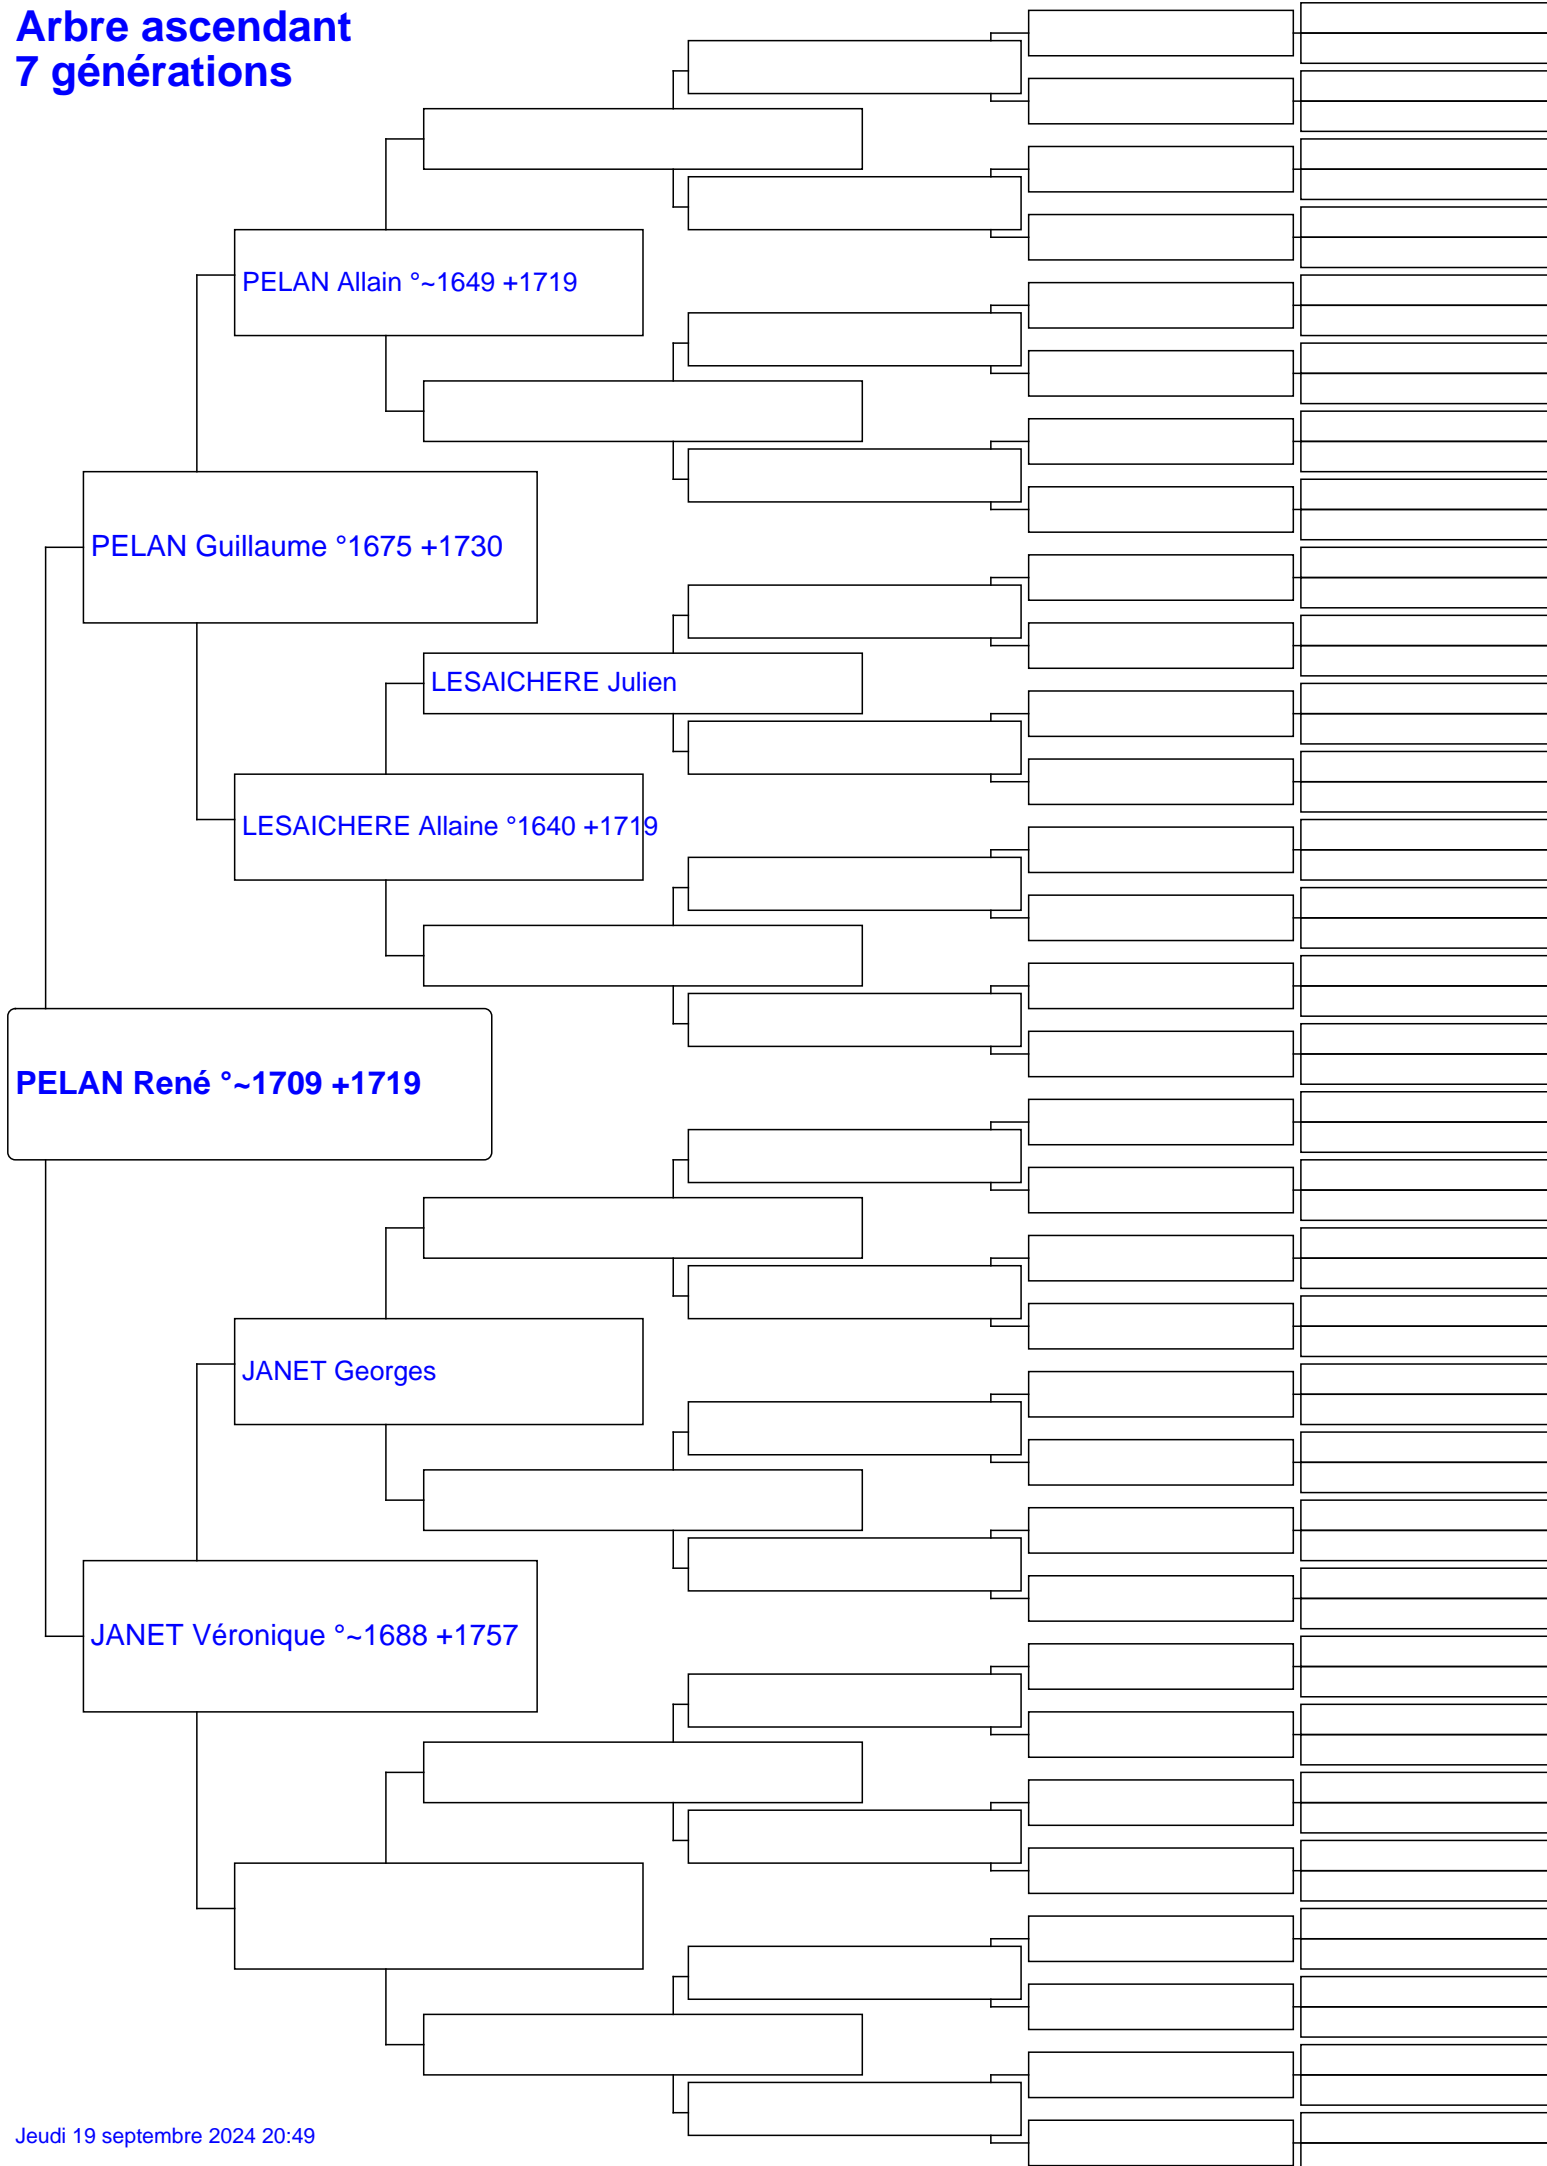 Arbre ascendant
7 générations
PELAN Allain °~1649 +1719
PELAN Guillaume °1675 +1730
LESAICHERE Julien
LESAICHERE Allaine °1640 +1719
PELAN René °~1709 +1719
JANET Georges
JANET Véronique °~1688 +1757
Jeudi 19 septembre 2024 20:49